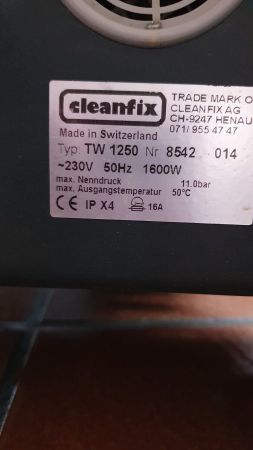 cleanfix
TRADE MARK O
CLEANFIX AG
CH-9247 HENAU
071/ 955 47 47
Made in Switzerland
Typ: TW 1250 Nr 8542 014
~230V 50Hz 1600W
max. Nenndruck 11.0bar
max. Ausgangstemperatur 50°C
CE IP X4 16A